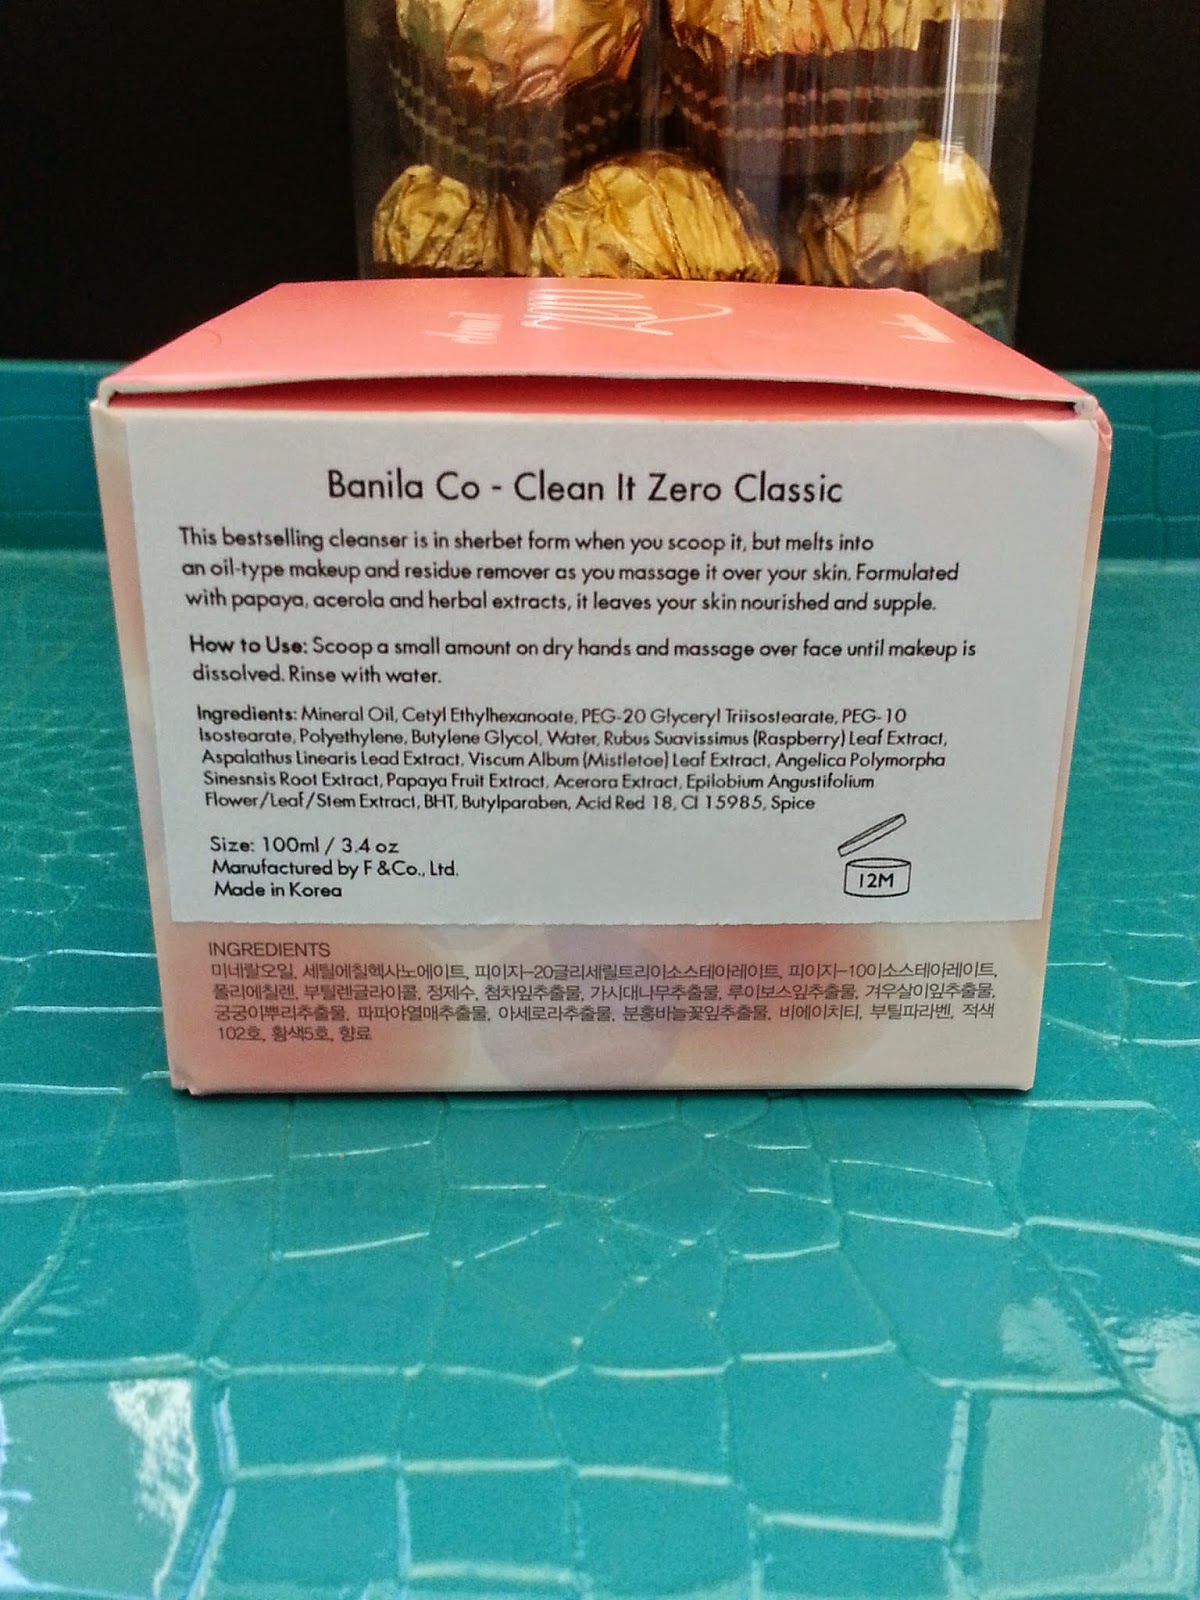 clean it
zero
Banila Co - Clean It Zero Classic
This bestselling cleanser is in sherbet form when you scoop it, but melts into
an oil-type makeup and residue remover as you massage it over your skin. Formulated
with papaya, acerola and herbal extracts, it leaves your skin nourished and supple.
How to Use: Scoop a small amount on dry hands and massage over face until makeup is
dissolved. Rinse with water.
Ingredients: Mineral Oil, Cetyl Ethylhexanoate, PEG-20 Glyceryl Triisostearate, PEG-10
Isostearate, Polyethylene, Butylene Glycol, Water, Rubus Suavissimus (Raspberry) Leaf Extract,
Aspalathus Linearis Lead Extract, Viscum Album (Mistletoe) Leaf Extract, Angelica Polymorpha
Sinesnsis Root Extract, Papaya Fruit Extract, Acerora Extract, Epilobium Angustifolium
Flower/Leaf/Stem Extract, BHT, Butylparaben, Acid Red 18, CI 15985, Spice
Size: 100ml / 3.4 oz
Manufactured by F &Co., Ltd.
Made in Korea
12M
INGREDIENTS
미네랄오일, 세틸에칠헥사노에이트, 피이지-20글리세릴트리이소스테아레이트, 피이지-10이소스테아레이트,
폴리에칠렌, 부틸렌글라이콜, 정제수, 첨차잎추출물, 가시대나무추출물, 루이보스잎추출물, 겨우살이잎추출물,
궁궁이뿌리추출물, 파파야열매추출물, 아세로라추출물, 분홍바늘꽃잎추출물, 비에이치티, 부틸파라벤, 적색
102호, 황색5호, 향료